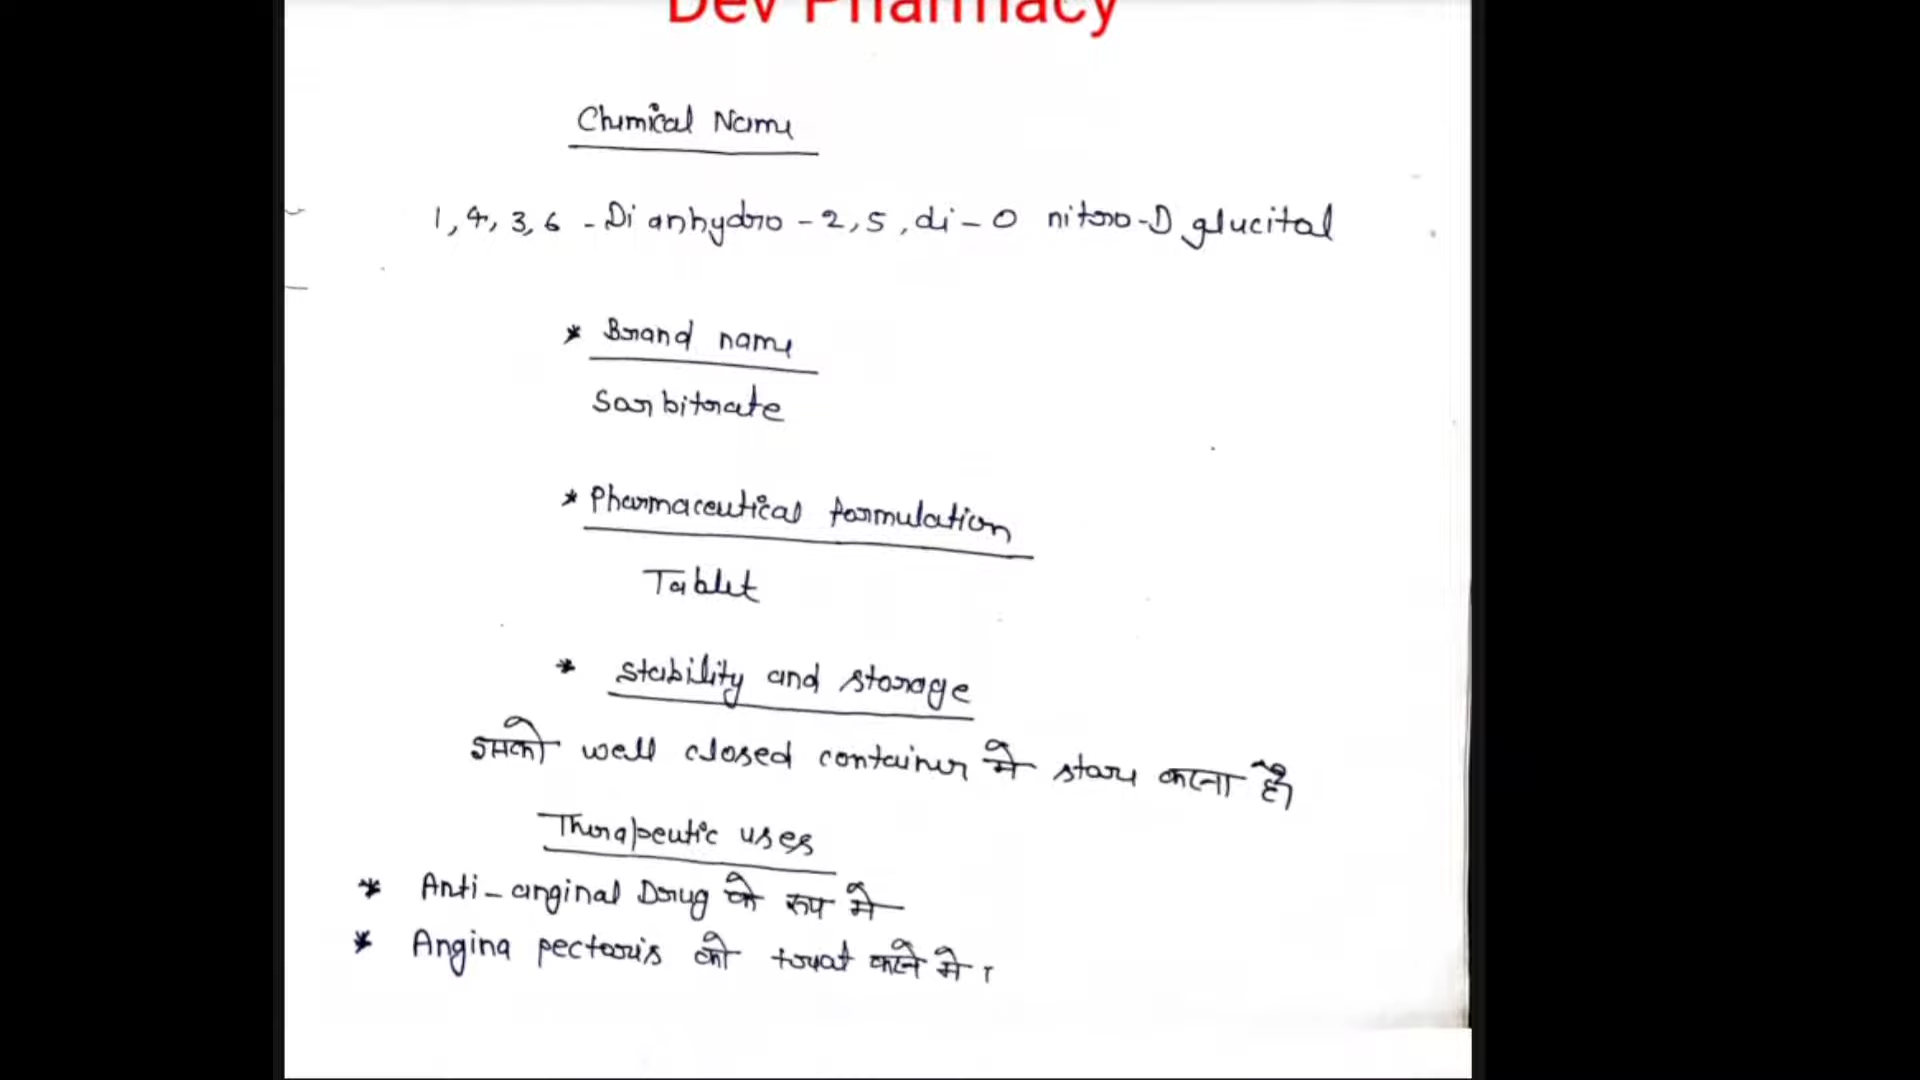 Dev Pharmacy
Chemical Name
1,4,3,6 - Di anhydro - 2,5, di - O nitro-D glucital
* Brand name
Sorbitrate
* Pharmaceutical formulation
Tablet
* Stability and storage
इसको well closed container मे store करना है।
Therapeutic uses
* Anti-anginal Drug के रूप मे
* Angina pectoris को treat करने मे ।